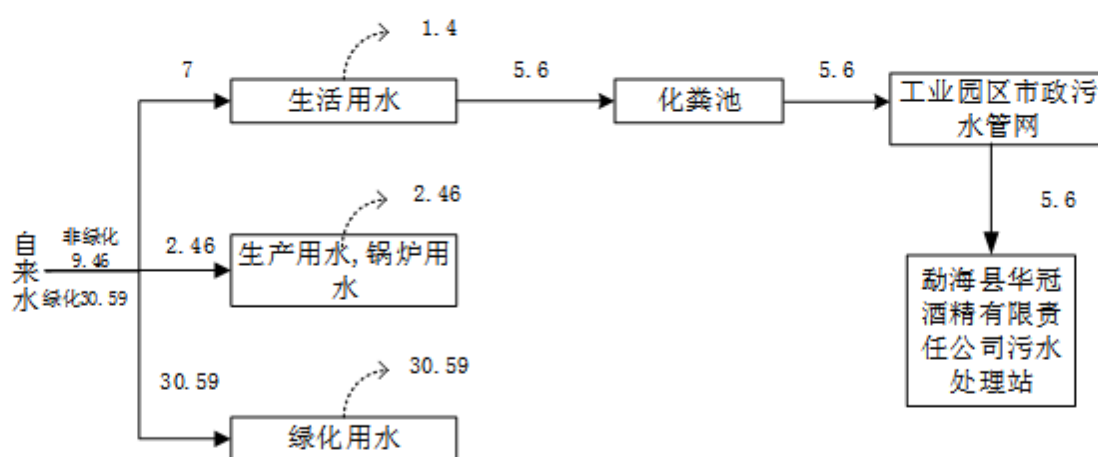 1.4
7
5.6
5.6
生活用水
化粪池
工业园区市政污
水管网
2.46
5.6
自来水
非绿化
9.46
绿化30.59
2.46
生产用水,锅炉用
水
勐海县华冠
酒精有限责
任公司污水
处理站
30.59
30.59
绿化用水